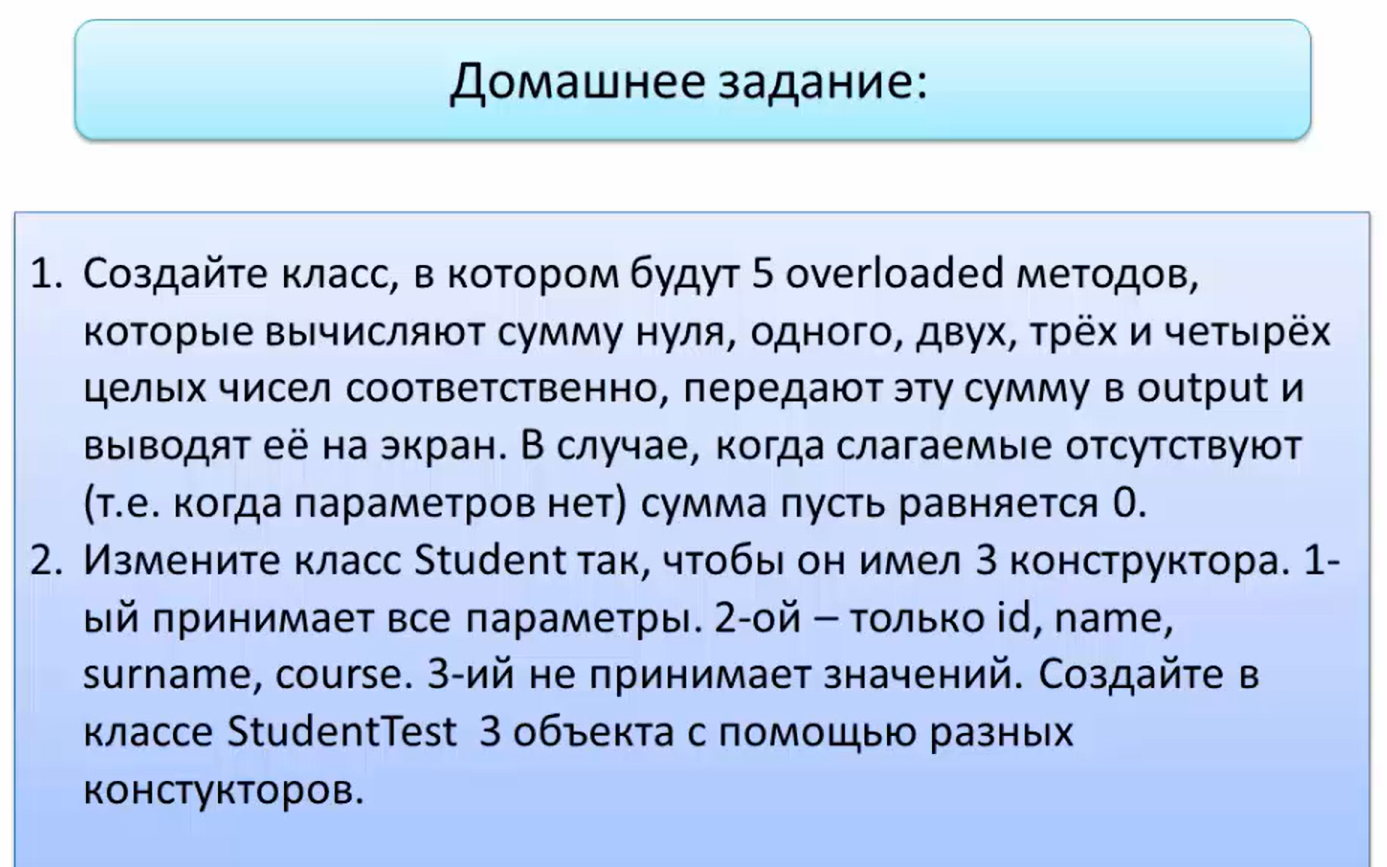 Домашнее задание:
1. Создайте класс, в котором будут 5 overloaded методов,
которые вычисляют сумму нуля, одного, двух, трёх и четырёх
целых чисел соответственно, передают эту сумму в output и
выводят её на экран. В случае, когда слагаемые отсутствуют
(т.е. когда параметров нет) сумма пусть равняется 0.
2. Измените класс Student так, чтобы он имел 3 конструктора. 1-
ый принимает все параметры. 2-ой – только id, name,
surname, course. 3-ий не принимает значений. Создайте в
классе StudentTest 3 объекта с помощью разных
констукторов.